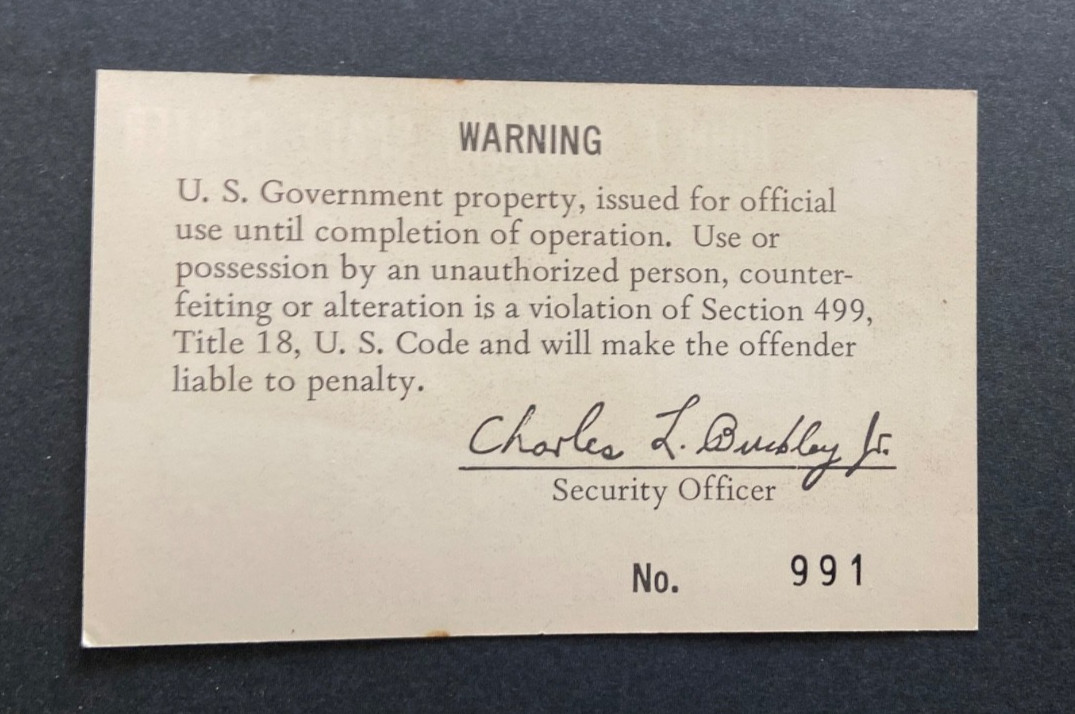 WARNING
U. S. Government property, issued for official
use until completion of operation. Use or
possession by an unauthorized person, counter-
feiting or alteration is a violation of Section 499,
Title 18, U. S. Code and will make the offender
liable to penalty.
Charles L. Buckley Jr.
Security Officer
No. 991